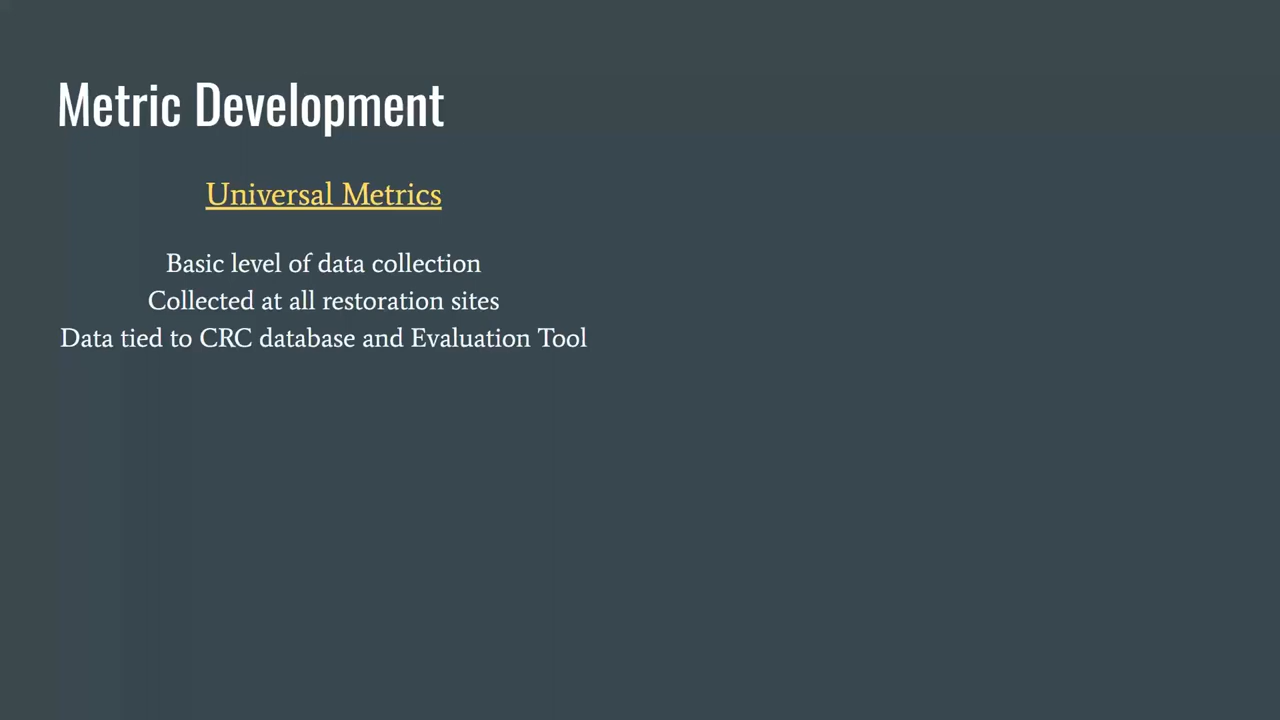 Metric Development
Universal Metrics
Basic level of data collection
Collected at all restoration sites
Data tied to CRC database and Evaluation Tool